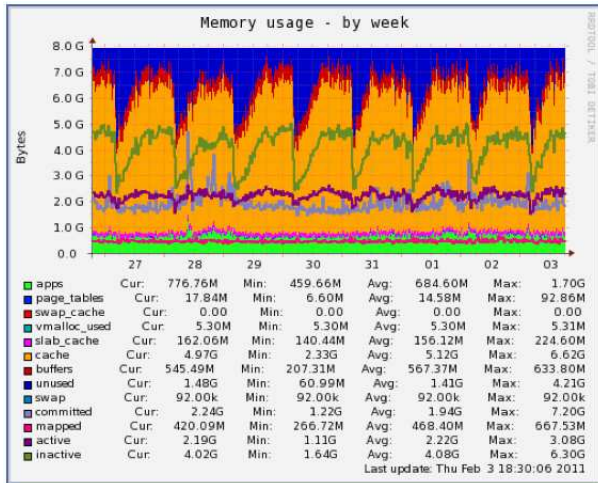 Memory usage - by week
RRDTOOL / TOBI OETIKER
Bytes
8.0 G
7.0 G
6.0 G
5.0 G
4.0 G
3.0 G
2.0 G
1.0 G
0.0
27 28 29 30 31 01 02 03
apps Cur: 776.76M Min: 459.66M Avg: 684.60M Max: 1.70G
page_tables Cur: 17.84M Min: 6.60M Avg: 14.58M Max: 92.86M
swap_cache Cur: 0.00 Min: 0.00 Avg: 0.00 Max: 0.00
vmalloc_used Cur: 5.30M Min: 5.30M Avg: 5.30M Max: 5.31M
slab_cache Cur: 162.06M Min: 140.44M Avg: 156.12M Max: 224.60M
cache Cur: 4.97G Min: 2.33G Avg: 5.12G Max: 6.62G
buffers Cur: 545.49M Min: 207.31M Avg: 567.37M Max: 633.80M
unused Cur: 1.48G Min: 60.99M Avg: 1.41G Max: 4.21G
swap Cur: 92.00k Min: 92.00k Avg: 92.00k Max: 92.00k
committed Cur: 2.24G Min: 1.22G Avg: 1.94G Max: 7.20G
mapped Cur: 420.09M Min: 266.72M Avg: 468.40M Max: 667.53M
active Cur: 2.19G Min: 1.11G Avg: 2.22G Max: 3.08G
inactive Cur: 4.02G Min: 1.64G Avg: 4.08G Max: 6.30G
Last update: Thu Feb 3 18:30:06 2011